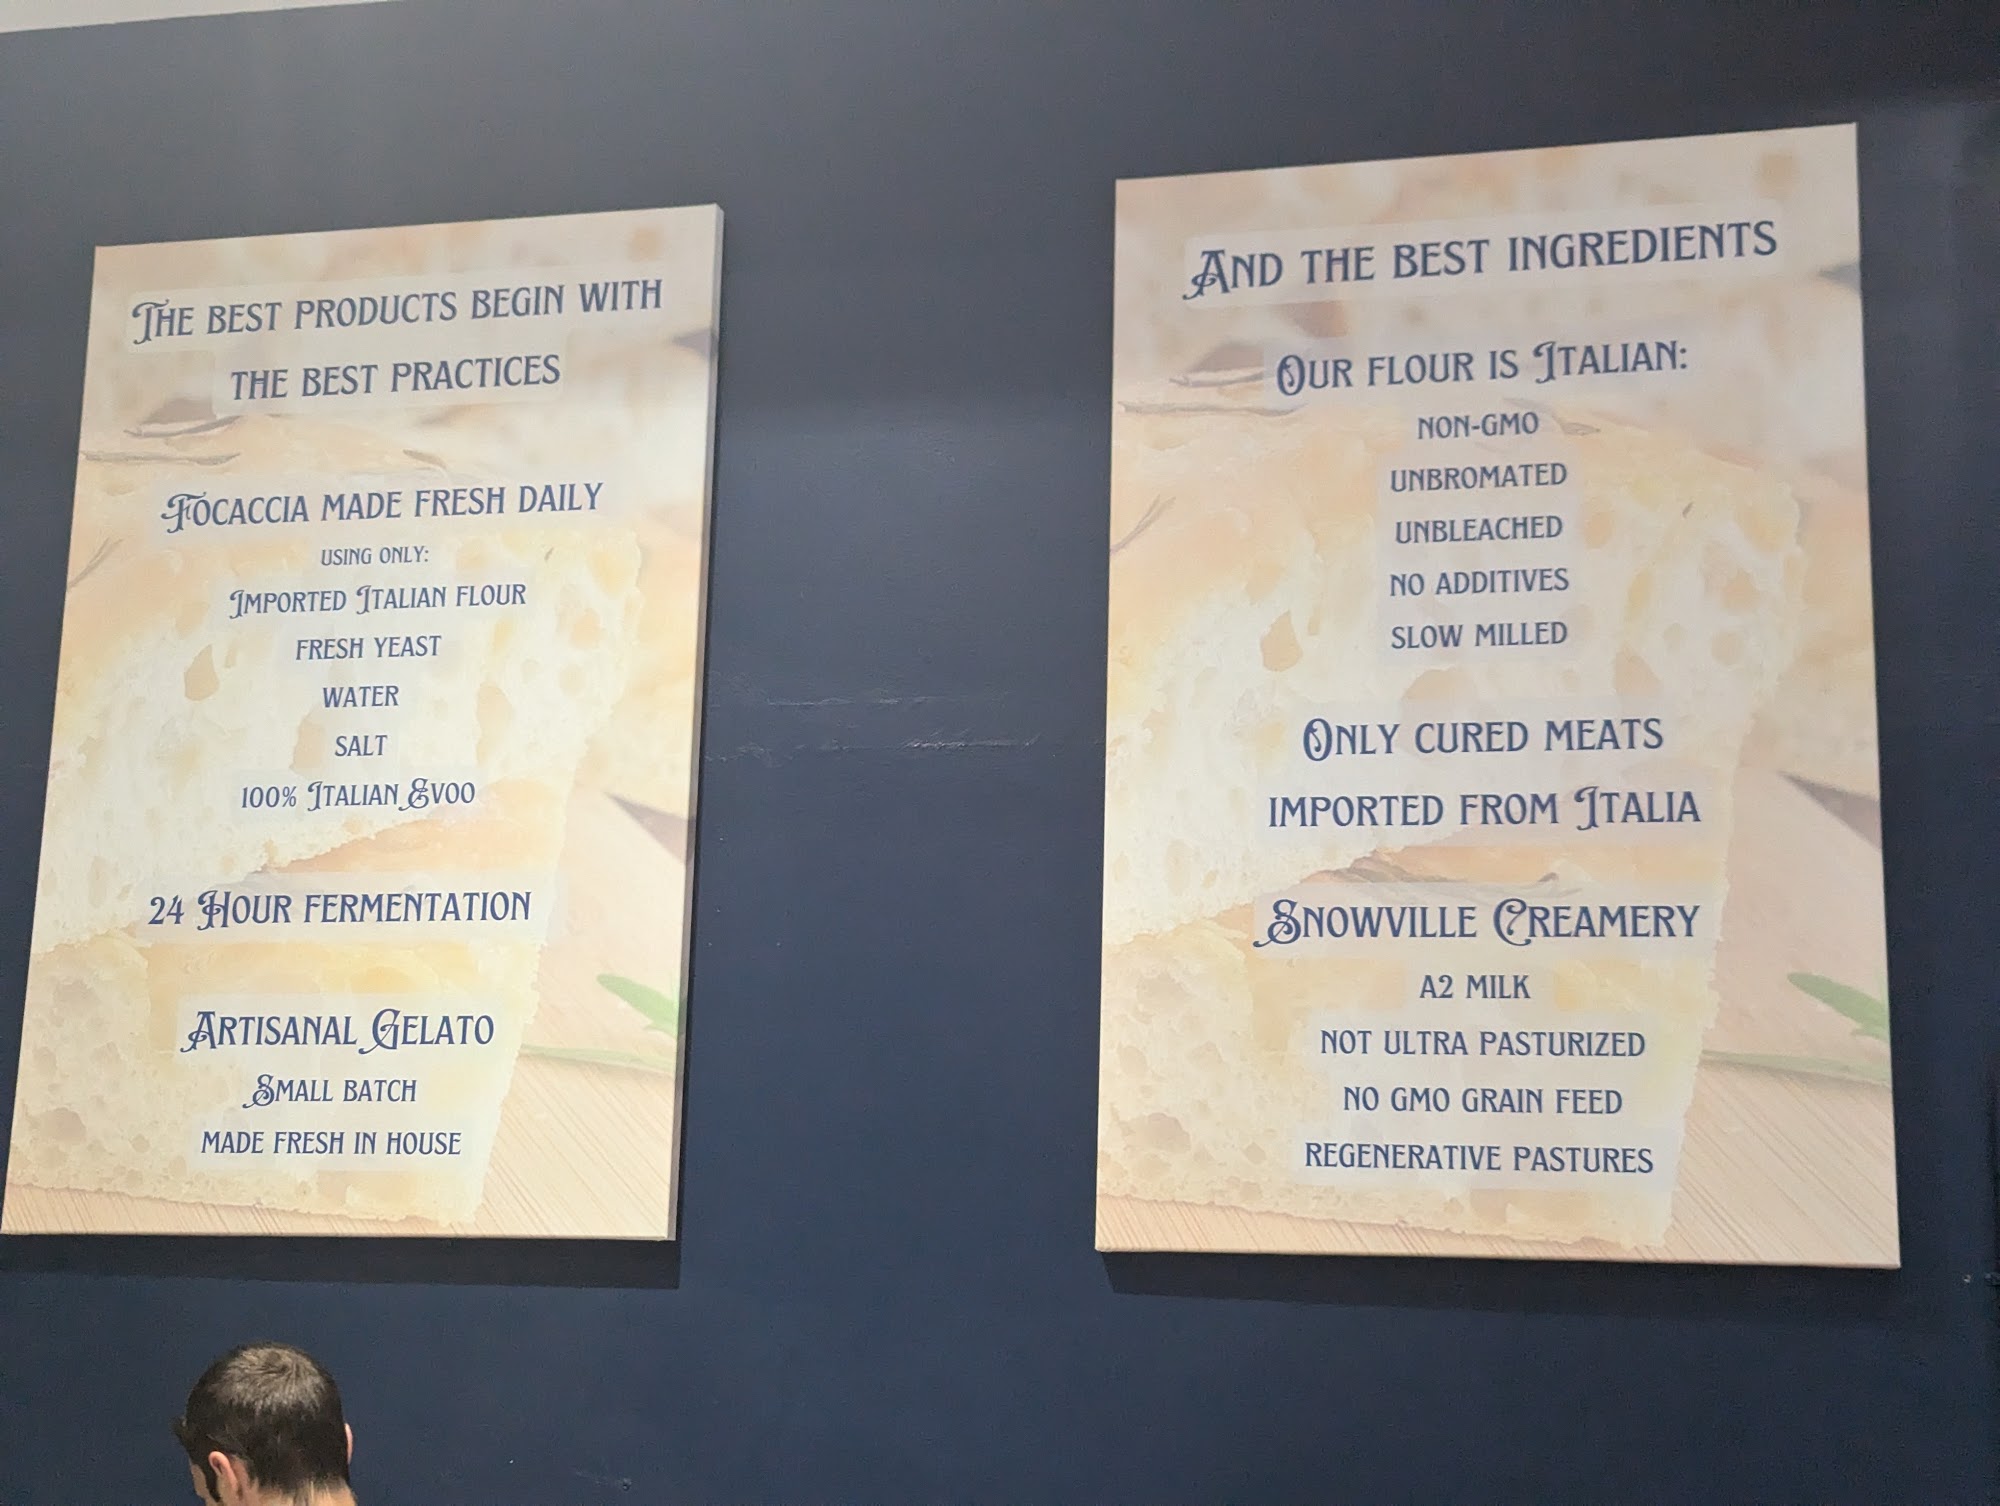 The best products begin with
the best practices
Focaccia made fresh daily
using only:
Imported Italian flour
fresh yeast
water
salt
100% Italian Evoo
24 Hour fermentation
Artisanal Gelato
Small batch
made fresh in house
And the best ingredients
Our flour is Italian:
non-GMO
unbromated
unbleached
no additives
slow milled
Only cured meats
imported from Italia
Snowville Creamery
A2 milk
not ultra pasturized
no GMO grain feed
regenerative pastures